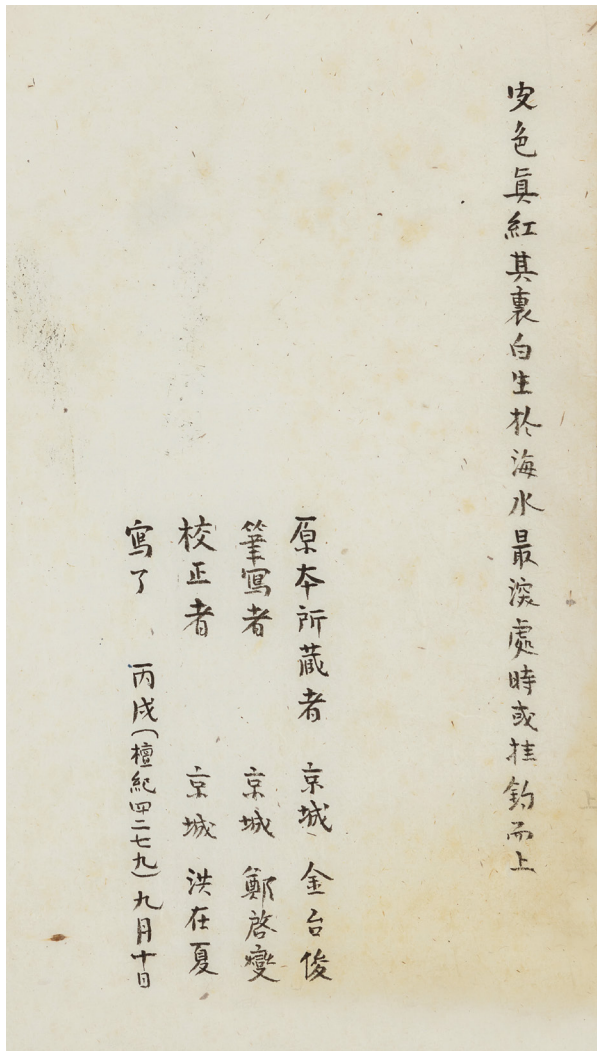 皮色眞紅其裏白生於海水最深處時或挂釣而上
原本所蔵者 京城 金台俊
筆寫者 京城 鄭啓燮
校正者 京城 洪在夏
寫了 丙戌(檀紀四二七九)九月十日